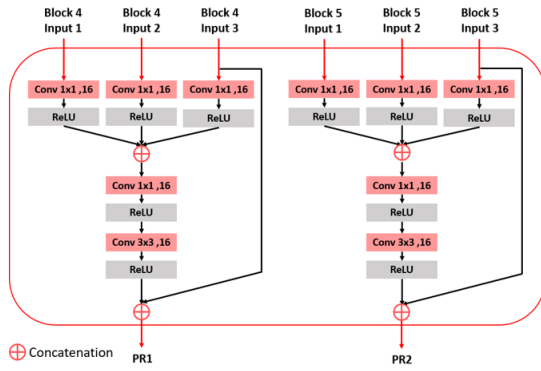 Block 4 Block 4 Block 4 Block 5 Block 5 Block 5
Input 1 Input 2 Input 3 Input 1 Input 2 Input 3
Conv 1x1 ,16 Conv 1x1 ,16 Conv 1x1 ,16 Conv 1x1 ,16 Conv 1x1 ,16 Conv 1x1 ,16
ReLU ReLU ReLU ReLU ReLU ReLU
Conv 1x1 ,16 Conv 1x1 ,16
ReLU ReLU
Conv 3x3 ,16 Conv 3x3 ,16
ReLU ReLU
Concatenation PR1 PR2